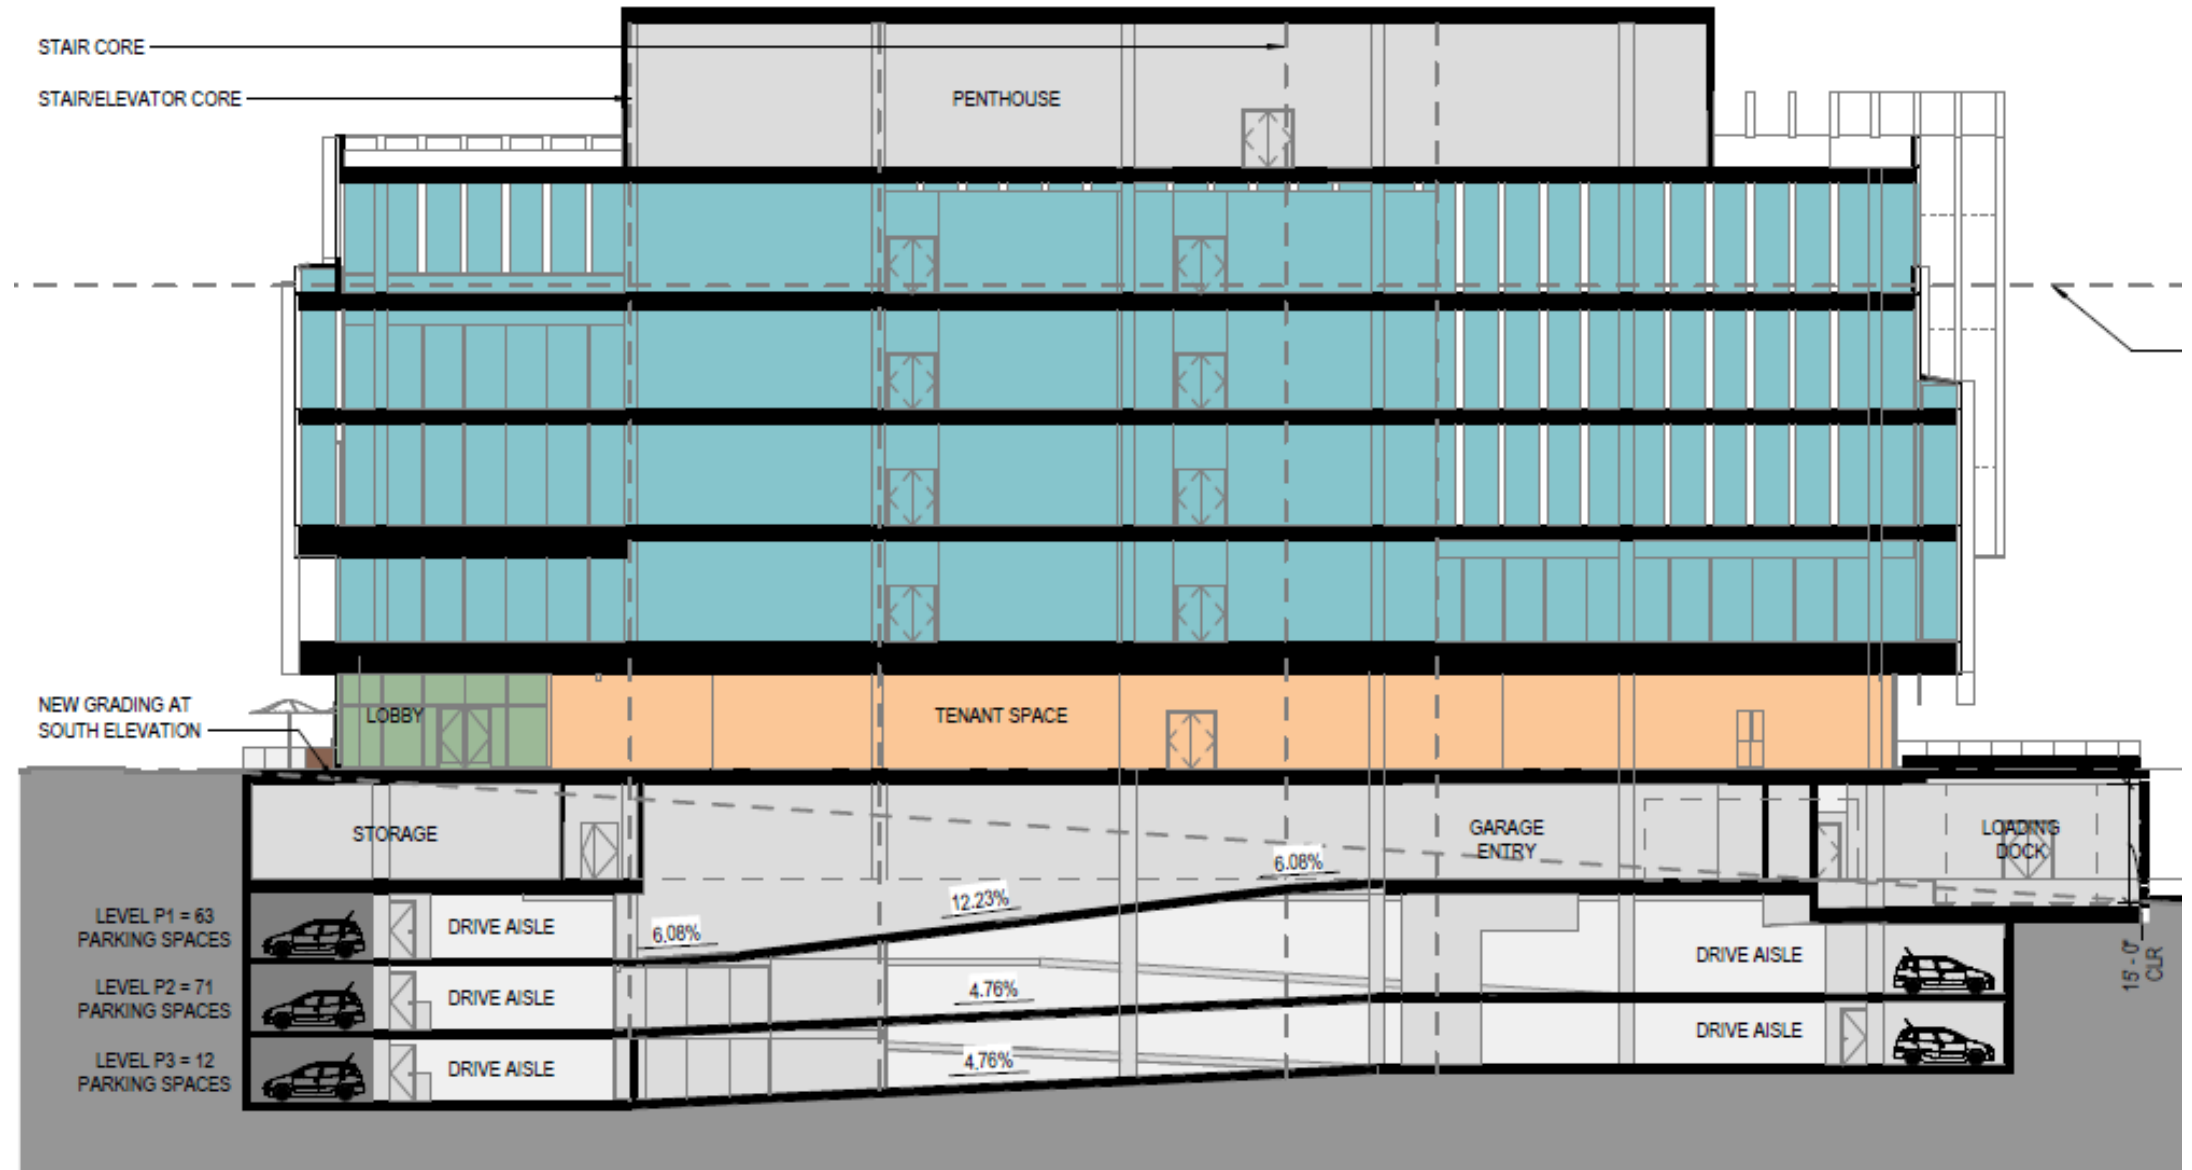 STAIR CORE
STAIR/ELEVATOR CORE
PENTHOUSE
NEW GRADING AT
SOUTH ELEVATION
LOBBY
TENANT SPACE
STORAGE
GARAGE
ENTRY
LOADING
DOCK
6.08%
12.23%
6.08%
LEVEL P1 = 63
PARKING SPACES
DRIVE AISLE
DRIVE AISLE
15' - 0"
CLR
LEVEL P2 = 71
PARKING SPACES
DRIVE AISLE
4.76%
DRIVE AISLE
LEVEL P3 = 12
PARKING SPACES
DRIVE AISLE
4.76%